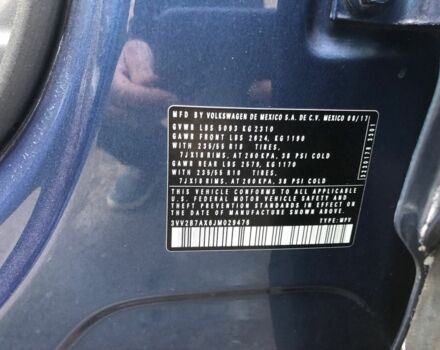 MFD BY VOLKSWAGEN DE MEXICO S.A. DE C.V. MEXICO 08/17
GVWR LBS 5093 KG 2310
GAWR FRONT LBS 2624, KG 1190
WITH 235/55 R18 TIRES,
7JX18 RIMS, AT 260 KPA, 38 PSI COLD
GAWR REAR LBS 2579, KG 1170
WITH 235/55 R18 TIRES,
7JX18 RIMS, AT 260 KPA, 38 PSI COLD
THIS VEHICLE CONFORMS TO ALL APPLICABLE
U.S. FEDERAL MOTOR VEHICLE SAFETY AND
THEFT PREVENTION STANDARDS IN EFFECT ON
THE DATE OF MANUFACTURE SHOWN ABOVE.
3VV2B7AX6JM029476 TYPE: MPV